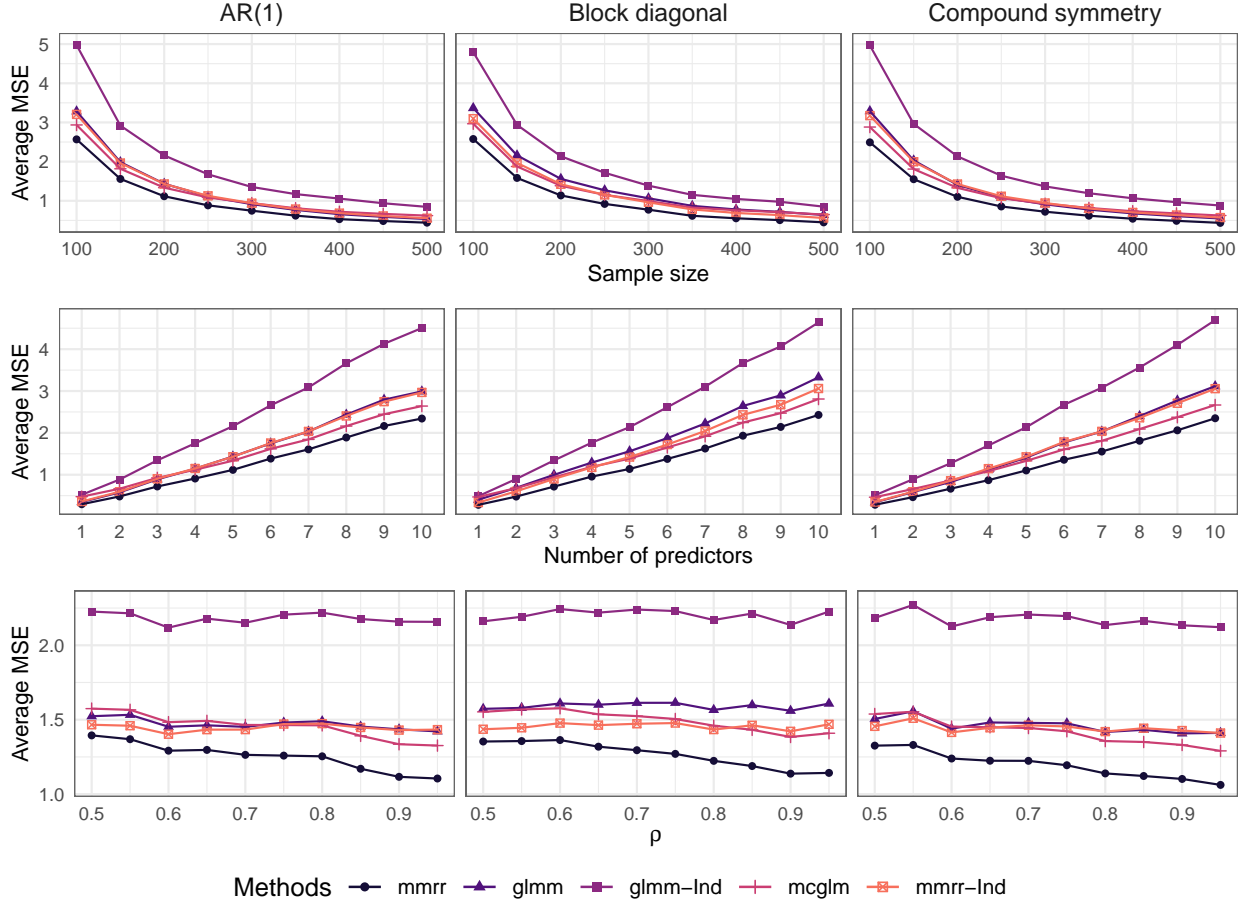 AR(1) Block diagonal Compound symmetry
Average MSE
5
4
3
2
1
100 200 300 400 500 100 200 300 400 500 100 200 300 400 500
Sample size
Average MSE
4
3
2
1
1 2 3 4 5 6 7 8 9 10 1 2 3 4 5 6 7 8 9 10 1 2 3 4 5 6 7 8 9 10
Number of predictors
Average MSE
2.0
1.5
1.0
0.5 0.6 0.7 0.8 0.9 0.5 0.6 0.7 0.8 0.9 0.5 0.6 0.7 0.8 0.9
ρ
Methods mmrr glmm glmm−Ind mcglm mmrr−Ind